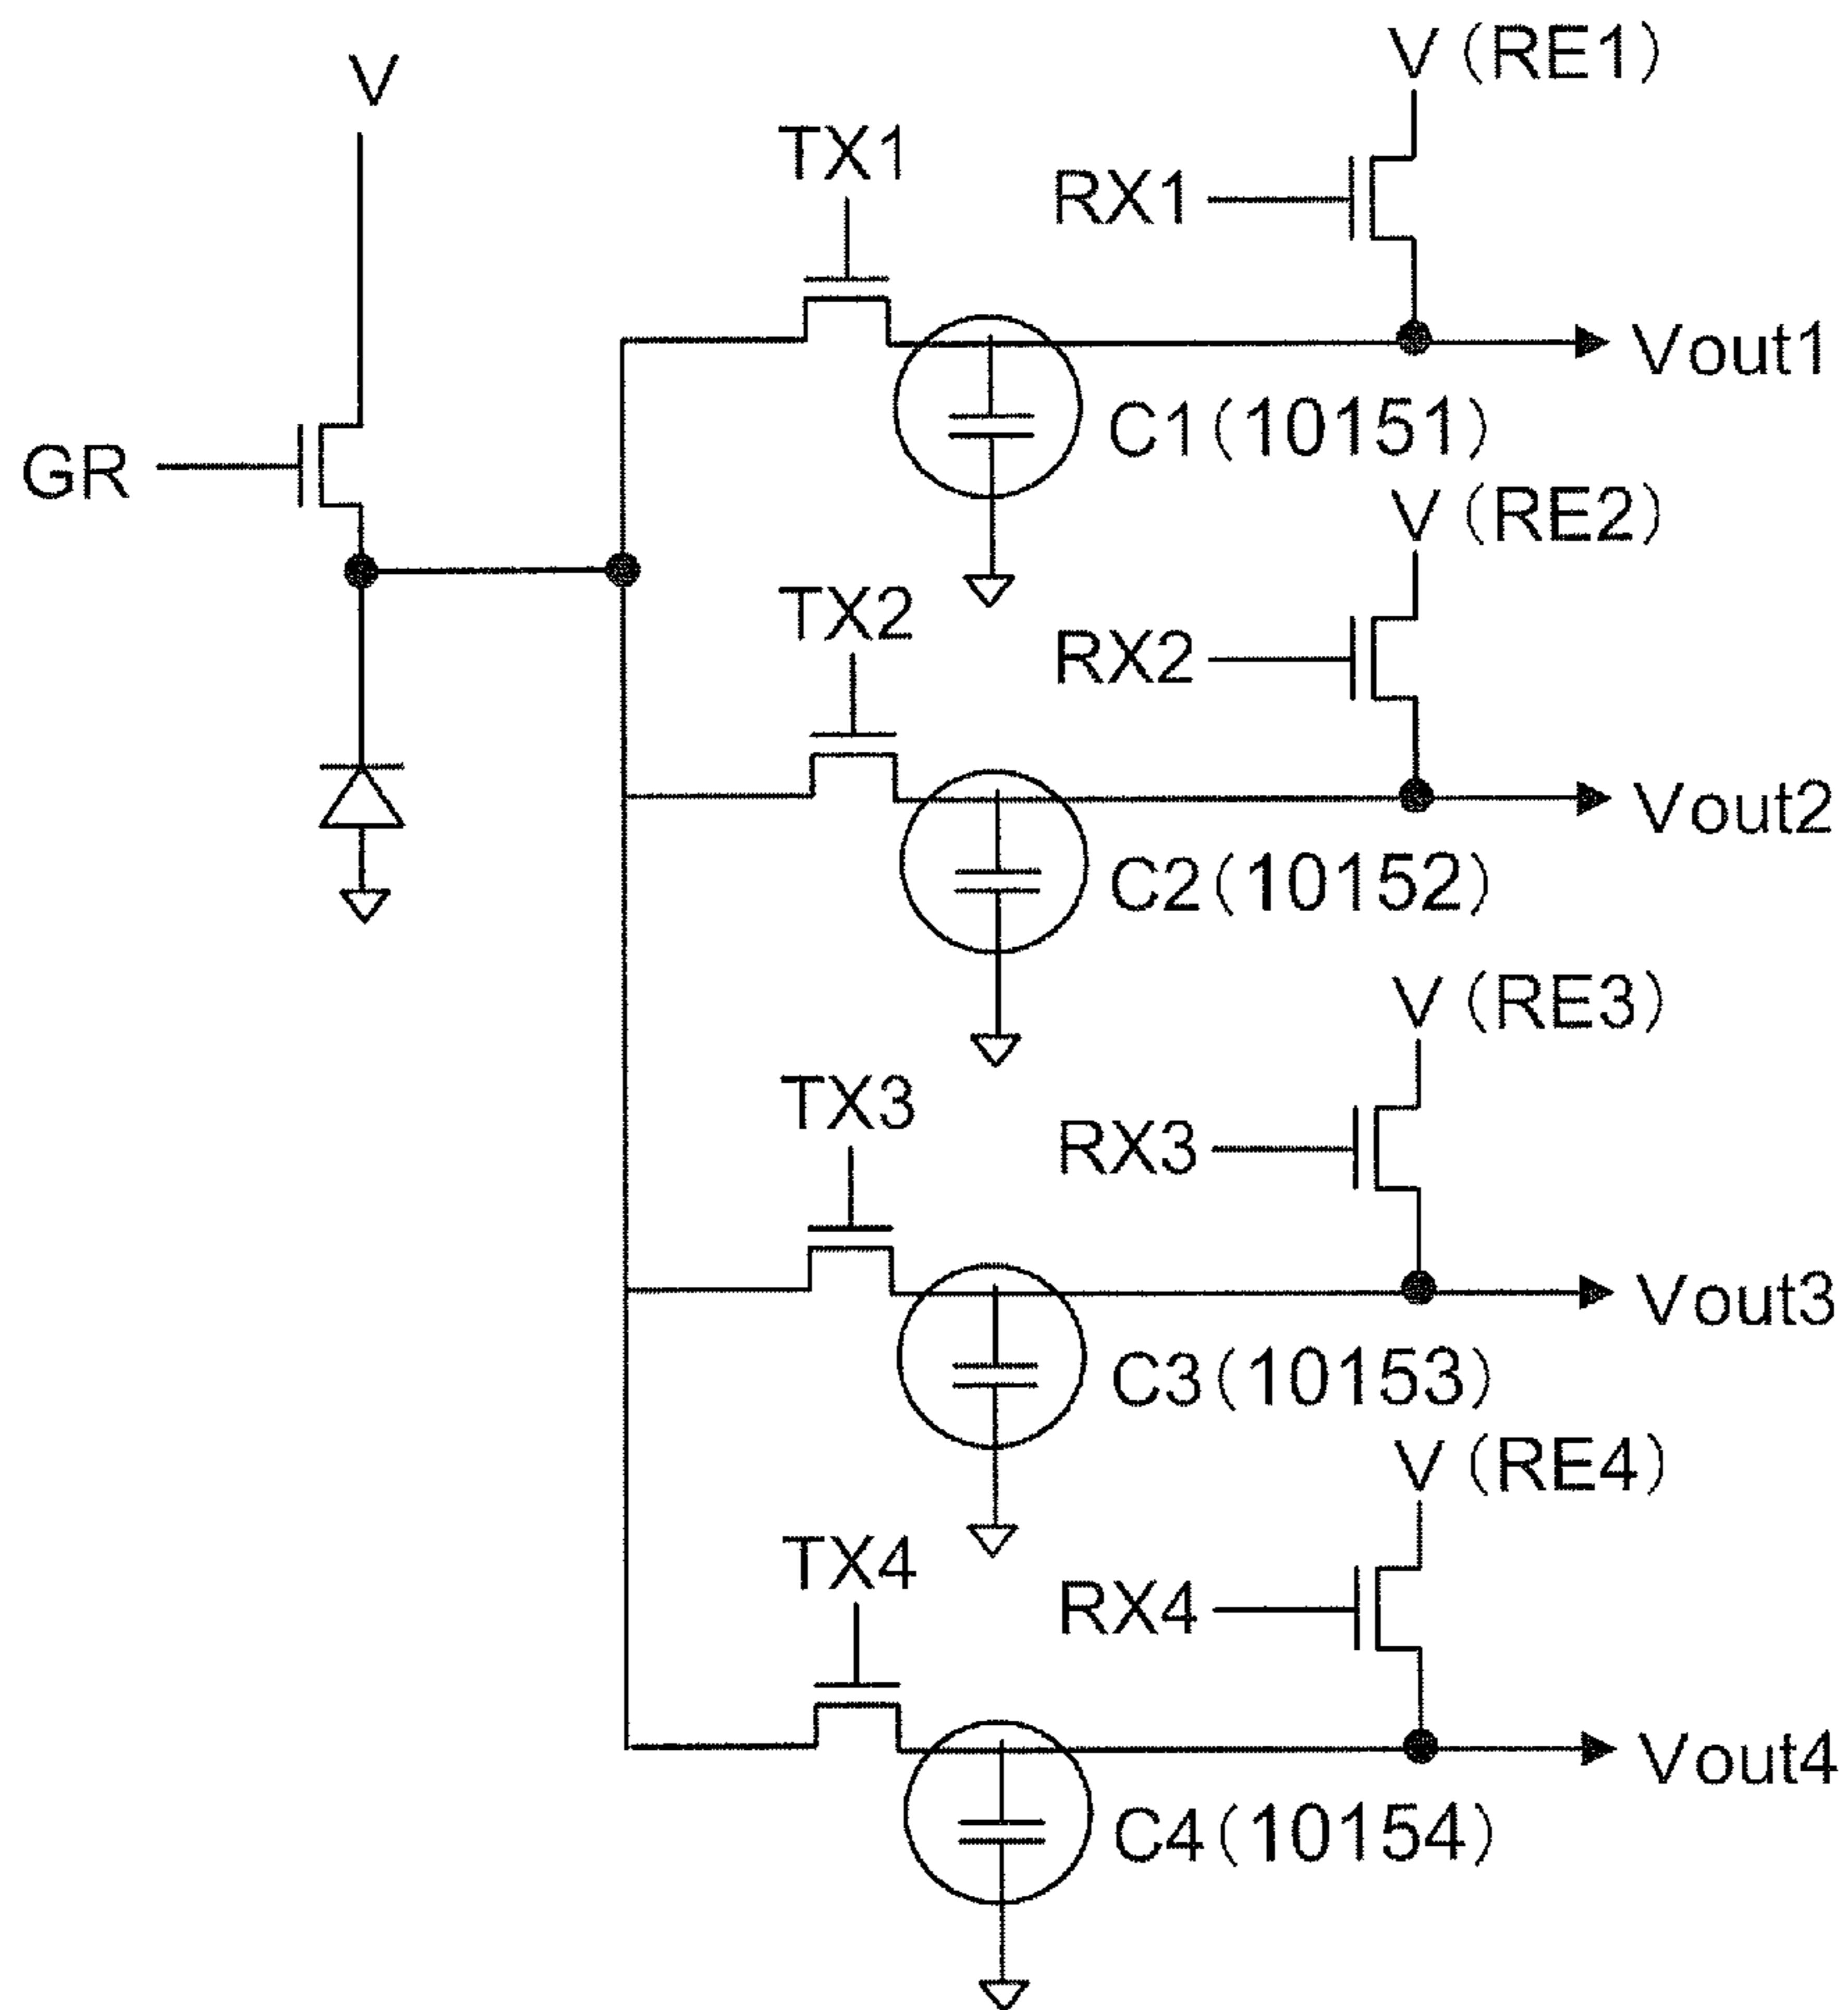 V
V (RE1)
TX1
RX1
Vout1
C1(10151)
GR
V (RE2)
TX2
RX2
Vout2
C2(10152)
V (RE3)
TX3
RX3
Vout3
C3(10153)
V (RE4)
TX4
RX4
Vout4
C4(10154)